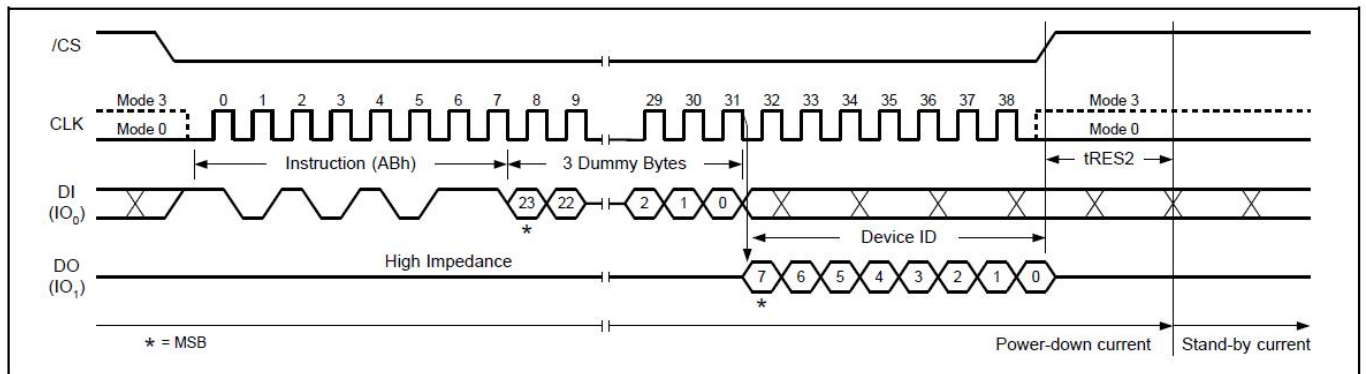 /CS
Mode 3 0 1 2 3 4 5 6 7 8 9 29 30 31 32 33 34 35 36 37 38 Mode 3
CLK
Mode 0 Mode 0
Instruction (ABh) 3 Dummy Bytes tRES2
DI
(IO0) 23 22 2 1 0
*
Device ID
High Impedance
DO
(IO1) 7 6 5 4 3 2 1 0
*
* = MSB Power-down current Stand-by current